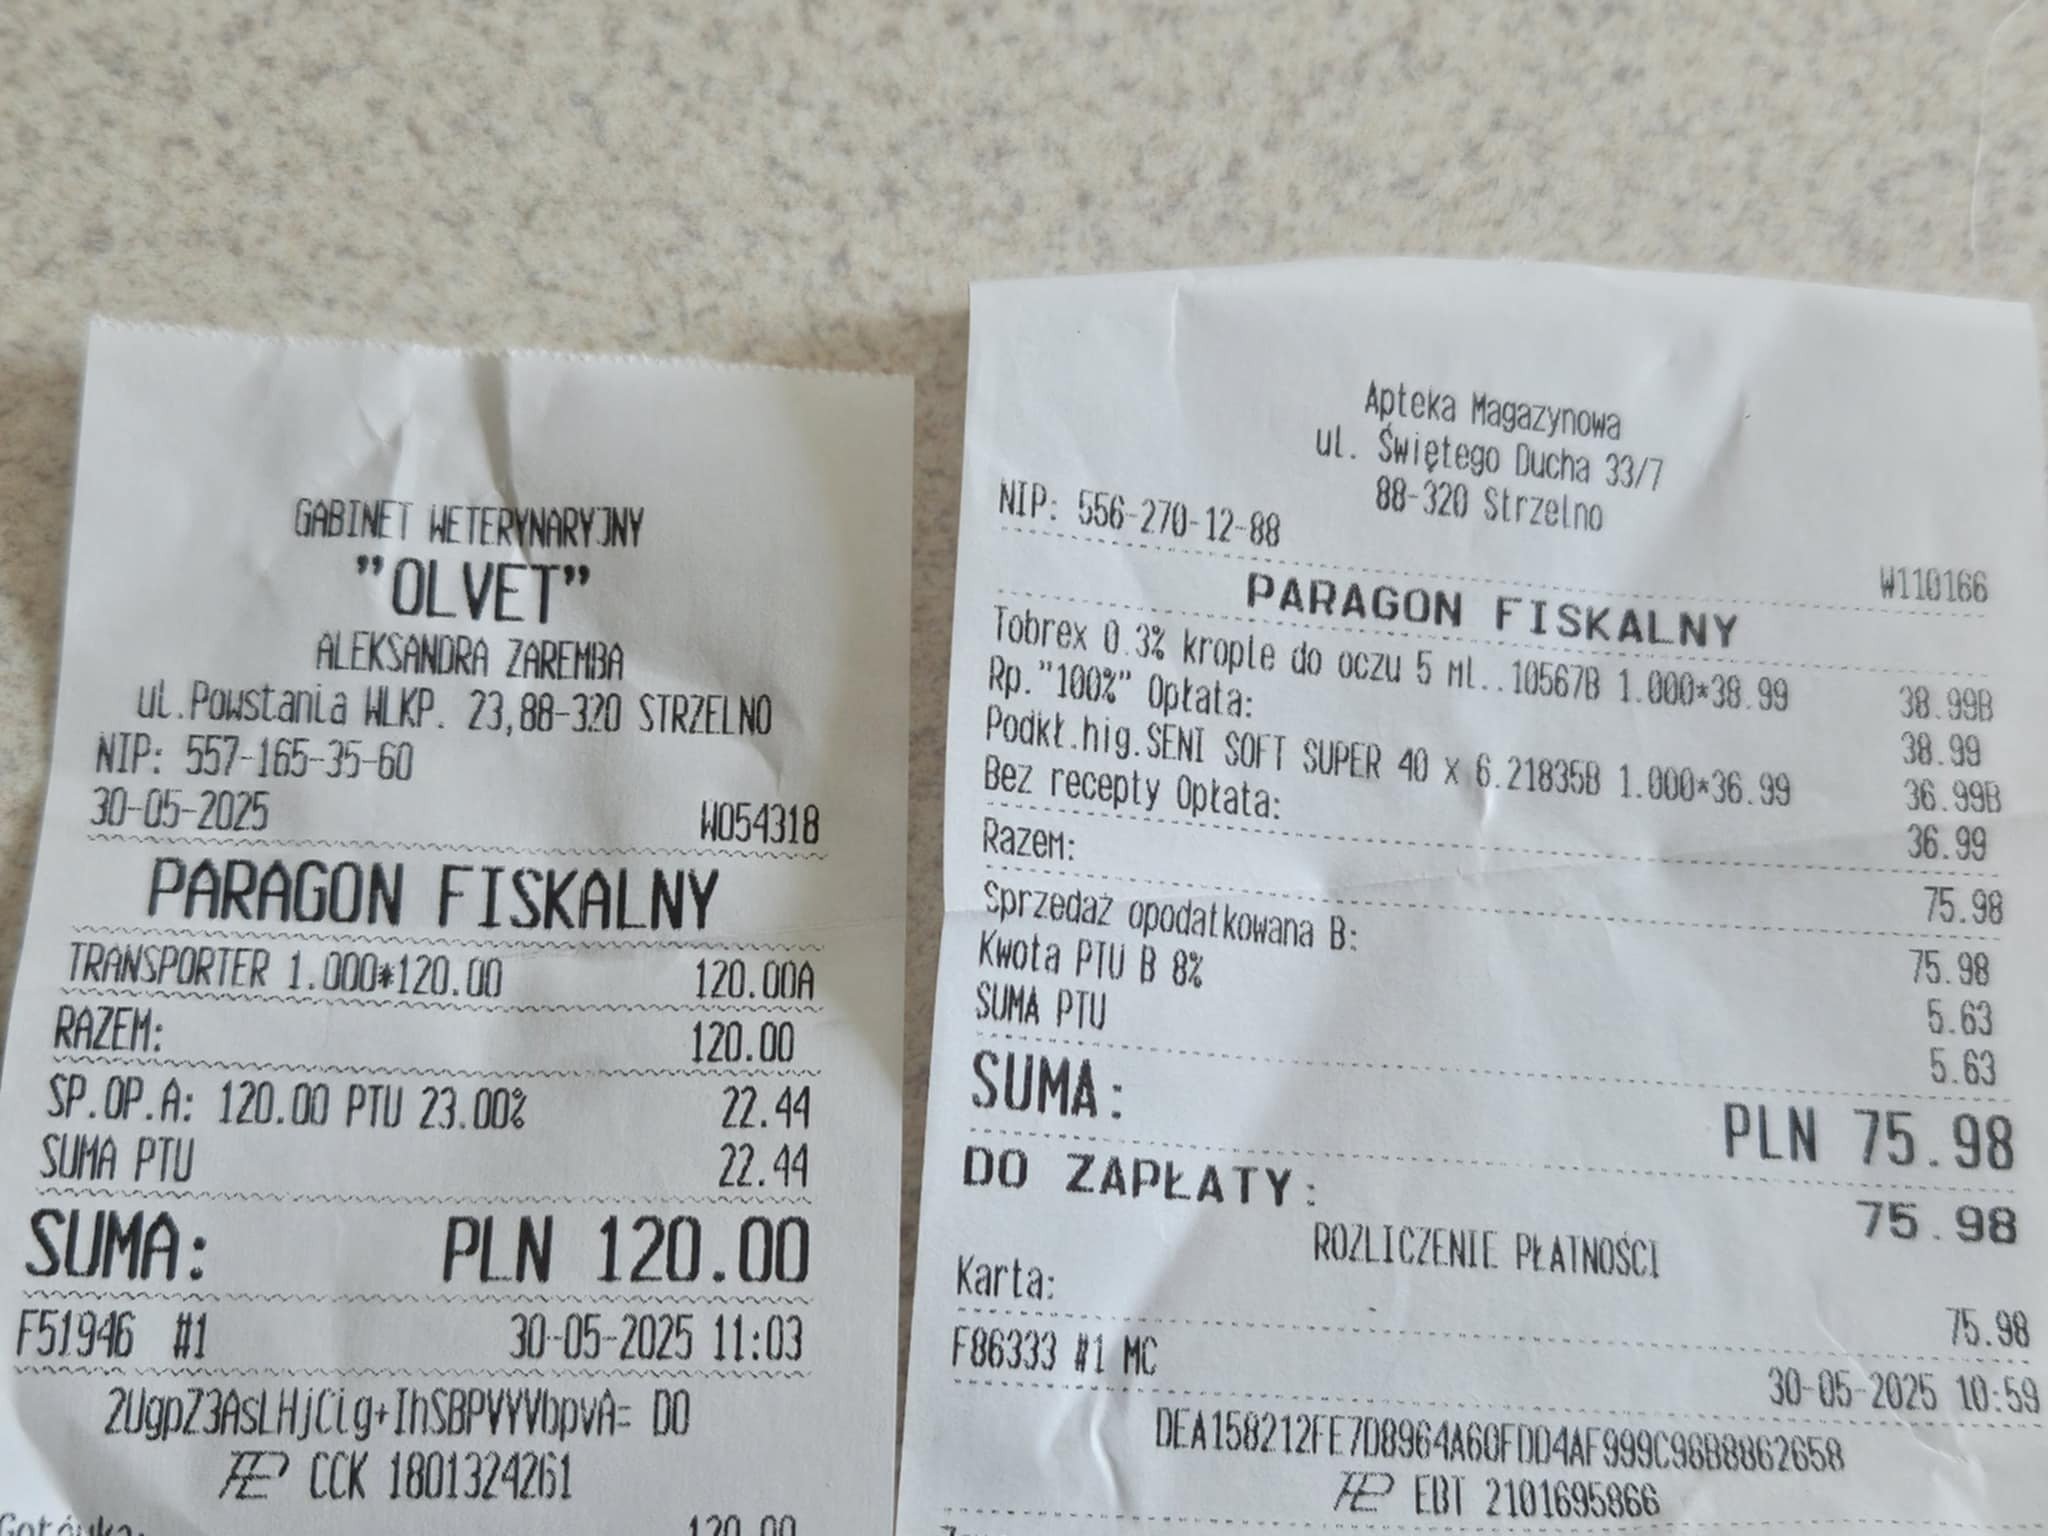 GABINET WETERYNARYJNY
"OLVET"
ALEKSANDRA ZAREMBA
ul.Powstania WLKP. 23,88-320 STRZELNO
NIP: 557-165-35-60
30-05-2025 W054318
PARAGON FISKALNY
TRANSPORTER 1.000*120.00 120.00A
RAZEM: 120.00
SP.OP.A: 120.00 PTU 23.00% 22.44
SUMA PTU 22.44
SUMA: PLN 120.00
F51946 #1 30-05-2025 11:03
2UgpZ3AsLHjCig+IhSBPVYVbpvA= DO
CCK 1801324261
Gotówka: 120.00
Apteka Magazynowa
ul. Świętego Ducha 33/7
88-320 Strzelno
NIP: 556-270-12-88
W110166
PARAGON FISKALNY
Tobrex 0.3% krople do oczu 5 ml..10567B 1.000*38.99 38.99B
Rp."100%" Opłata: 38.99
Podkł.hig.SENI SOFT SUPER 40 x 6.21835B 1.000*36.99 36.99B
Bez recepty Opłata: 36.99
Razem: 75.98
Sprzedaż opodatkowana B: 75.98
Kwota PTU B 8% 5.63
SUMA PTU 5.63
SUMA: PLN 75.98
DO ZAPŁATY: 75.98
ROZLICZENIE PŁATNOŚCI
Karta: 75.98
F86333 #1 MC 30-05-2025 10:59
DEA158212FE7D8964A60FDD4AF999C96B8862658
EBT 2101695866